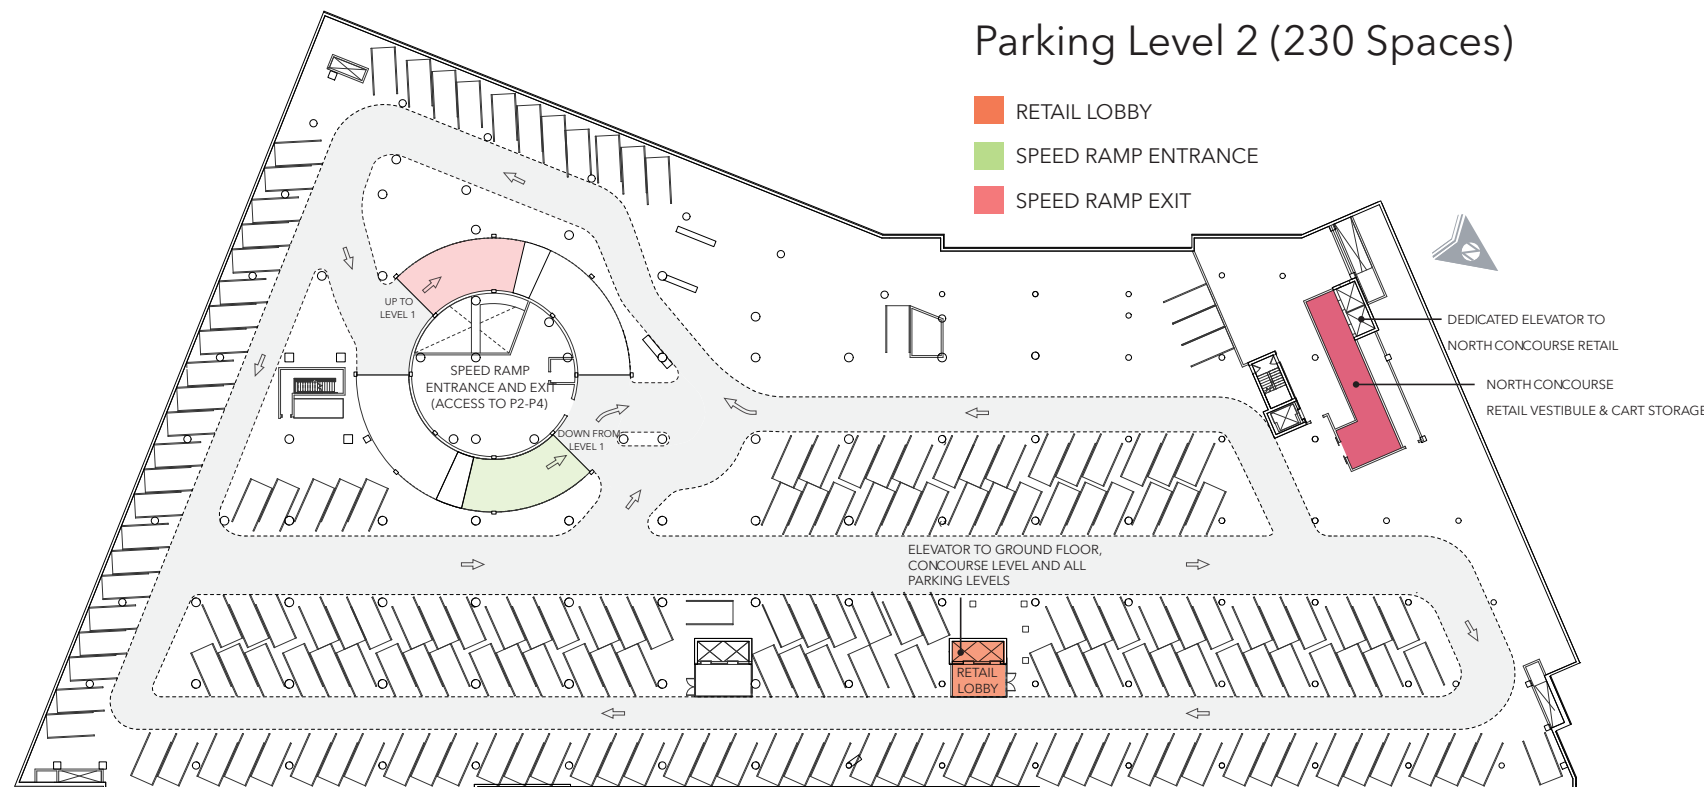 Parking Level 2 (230 Spaces)
RETAIL LOBBY
SPEED RAMP ENTRANCE
SPEED RAMP EXIT
UP TO
LEVEL 1
SPEED RAMP
ENTRANCE AND EXIT
(ACCESS TO P2-P4)
DOWN FROM
LEVEL 1
DEDICATED ELEVATOR TO
NORTH CONCOURSE RETAIL
NORTH CONCOURSE
RETAIL VESTIBULE & CART STORAGE
ELEVATOR TO GROUND FLOOR,
CONCOURSE LEVEL AND ALL
PARKING LEVELS
RETAIL
LOBBY